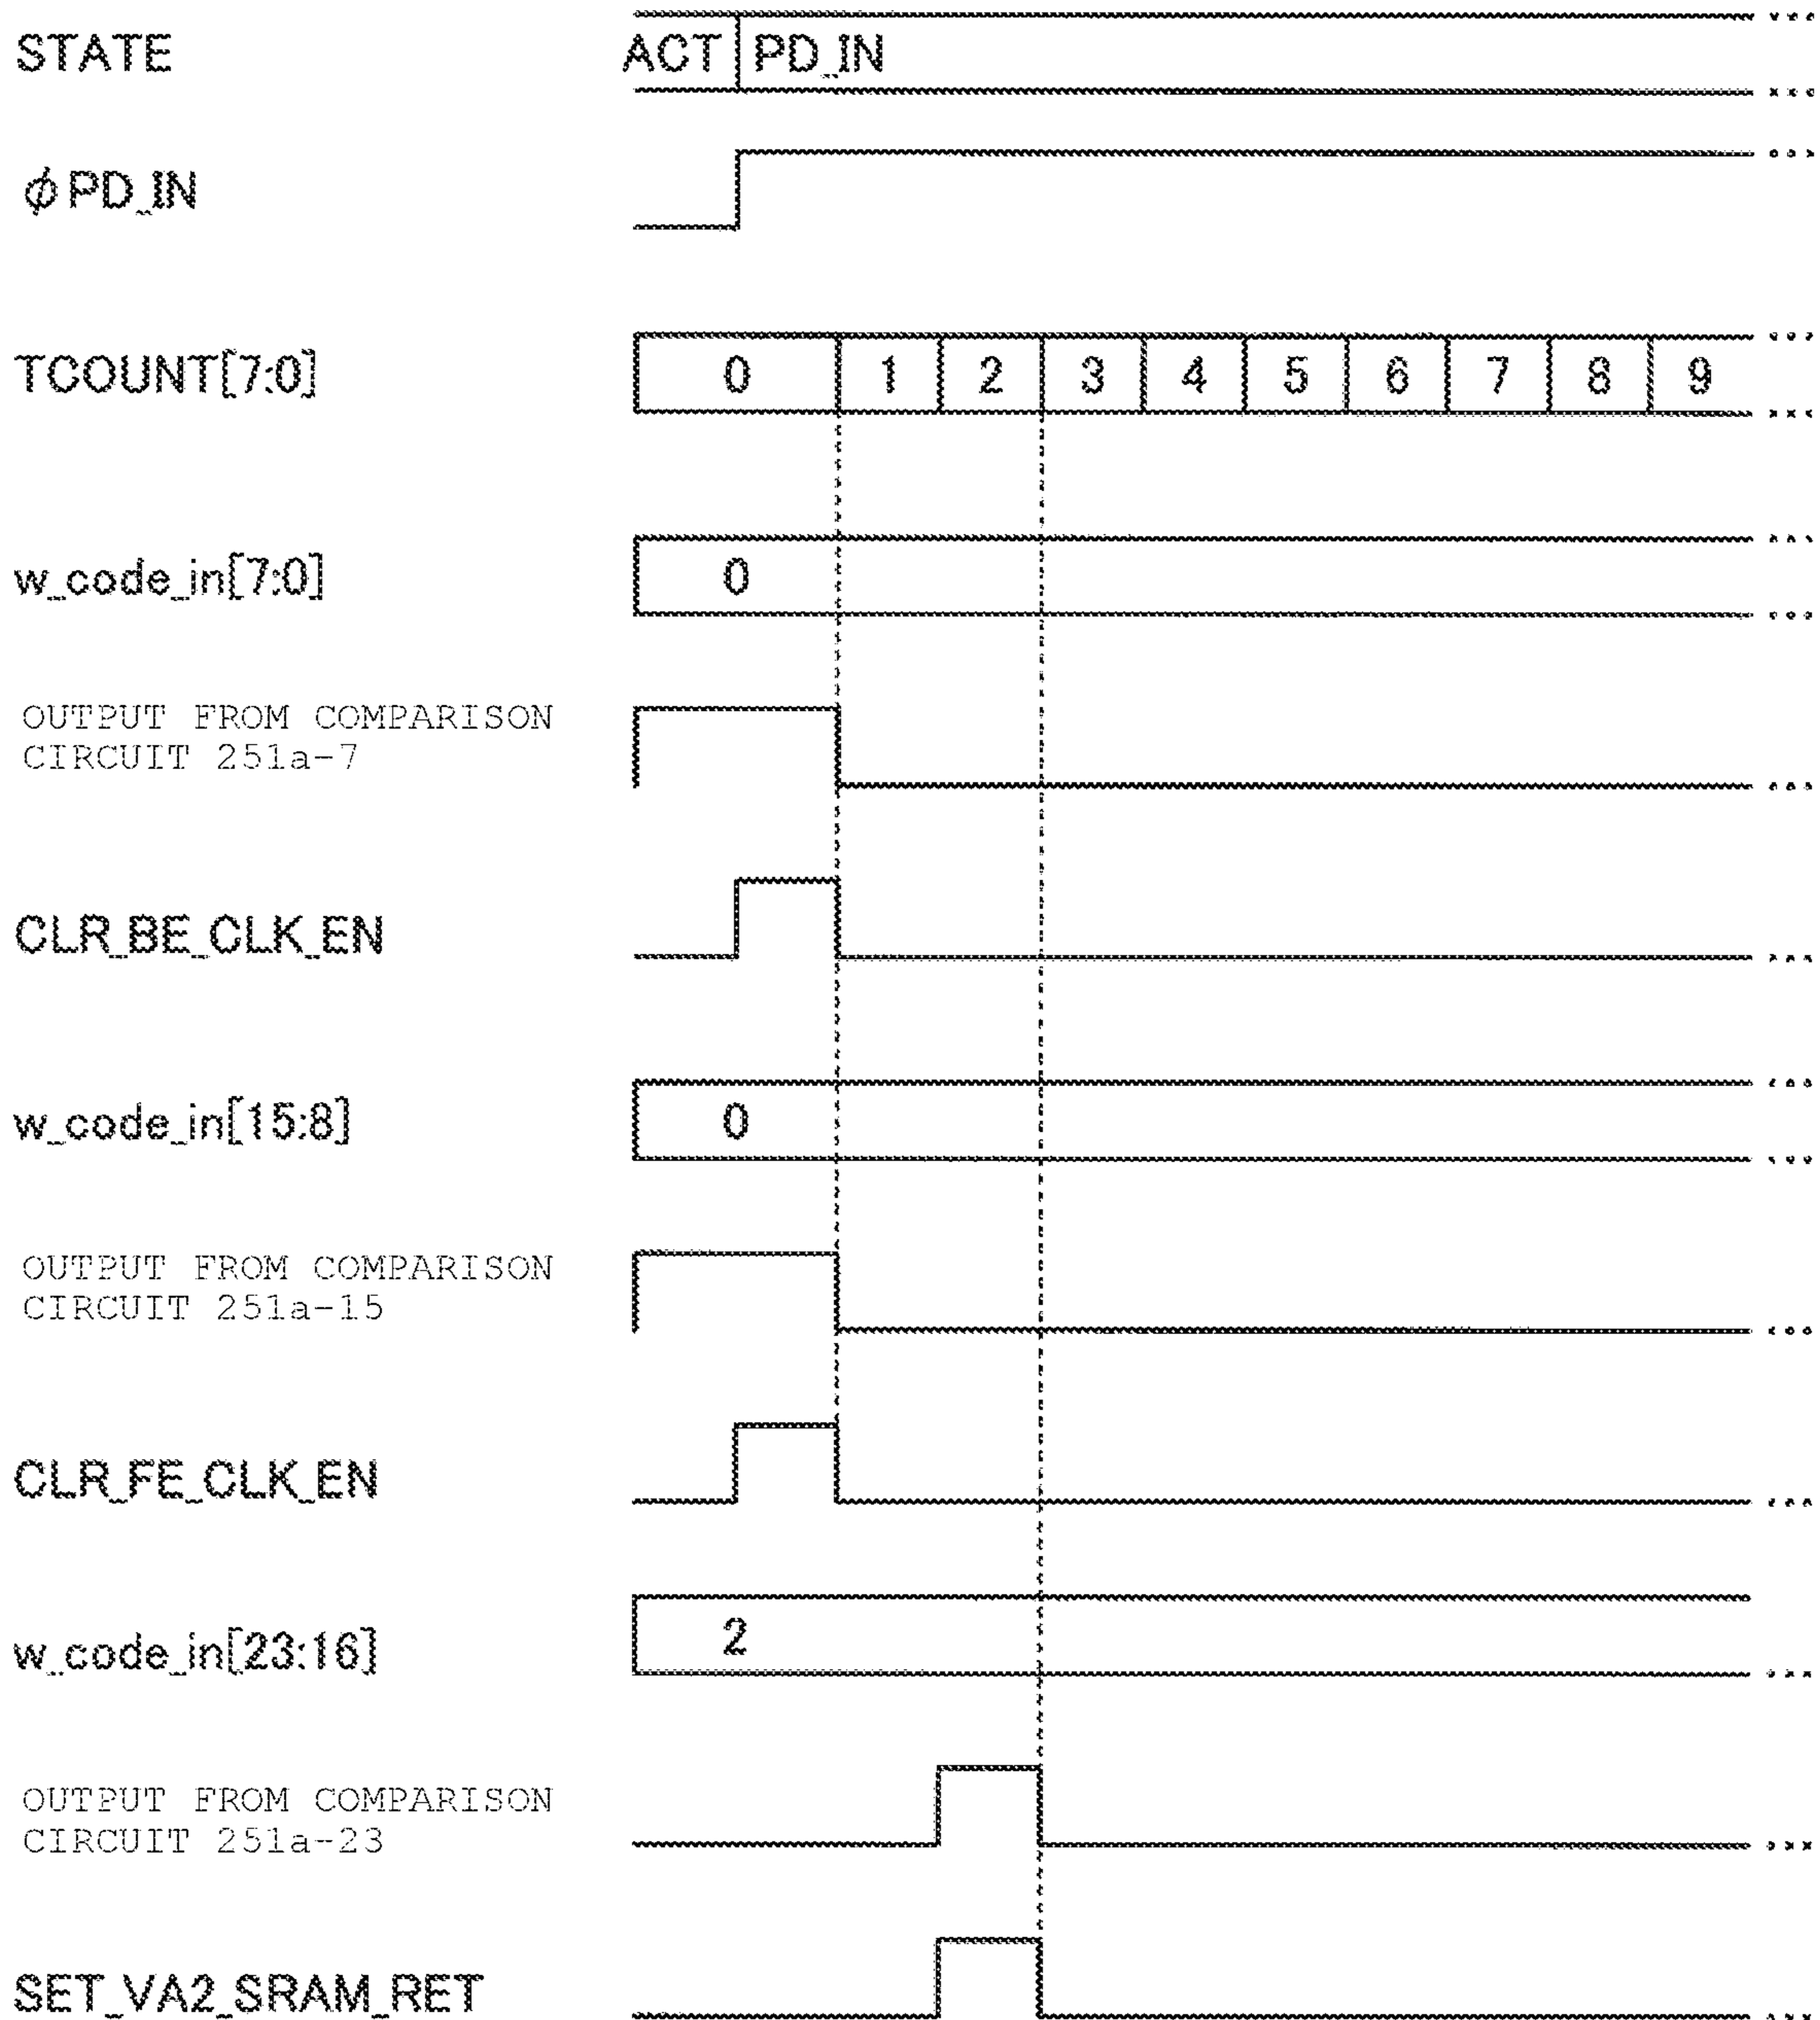 STATE
ACT PD_IN
φPD_IN
TCOUNT[7:0]
0 1 2 3 4 5 6 7 8 9
w_code_in[7:0]
0
OUTPUT FROM COMPARISON
CIRCUIT 251a-7
CLR_BE_CLK_EN
w_code_in[15:8]
0
OUTPUT FROM COMPARISON
CIRCUIT 251a-15
CLR_FE_CLK_EN
w_code_in[23:16]
2
OUTPUT FROM COMPARISON
CIRCUIT 251a-23
SET_VA2_SRAM_RET